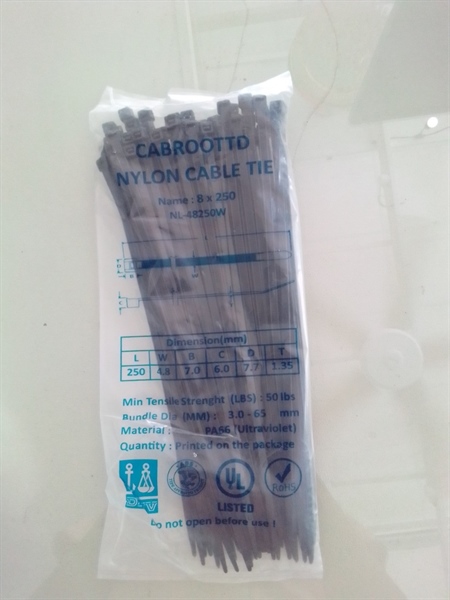 CABROOTTD
NYLON CABLE TIE
Name : 8 x 250
NL-48250W
Dimension(mm)
L W B C D T
250 4.8 7.0 6.0 7.7 1.35
Min Tensile Strenght (LBS) : 50 lbs
Bundle Dia (MM) : 3.0 - 65 mm
Material : PA66 (Ultraviolet)
Quantity : Printed on the package
UL
LISTED
RoHS
Do not open before use !